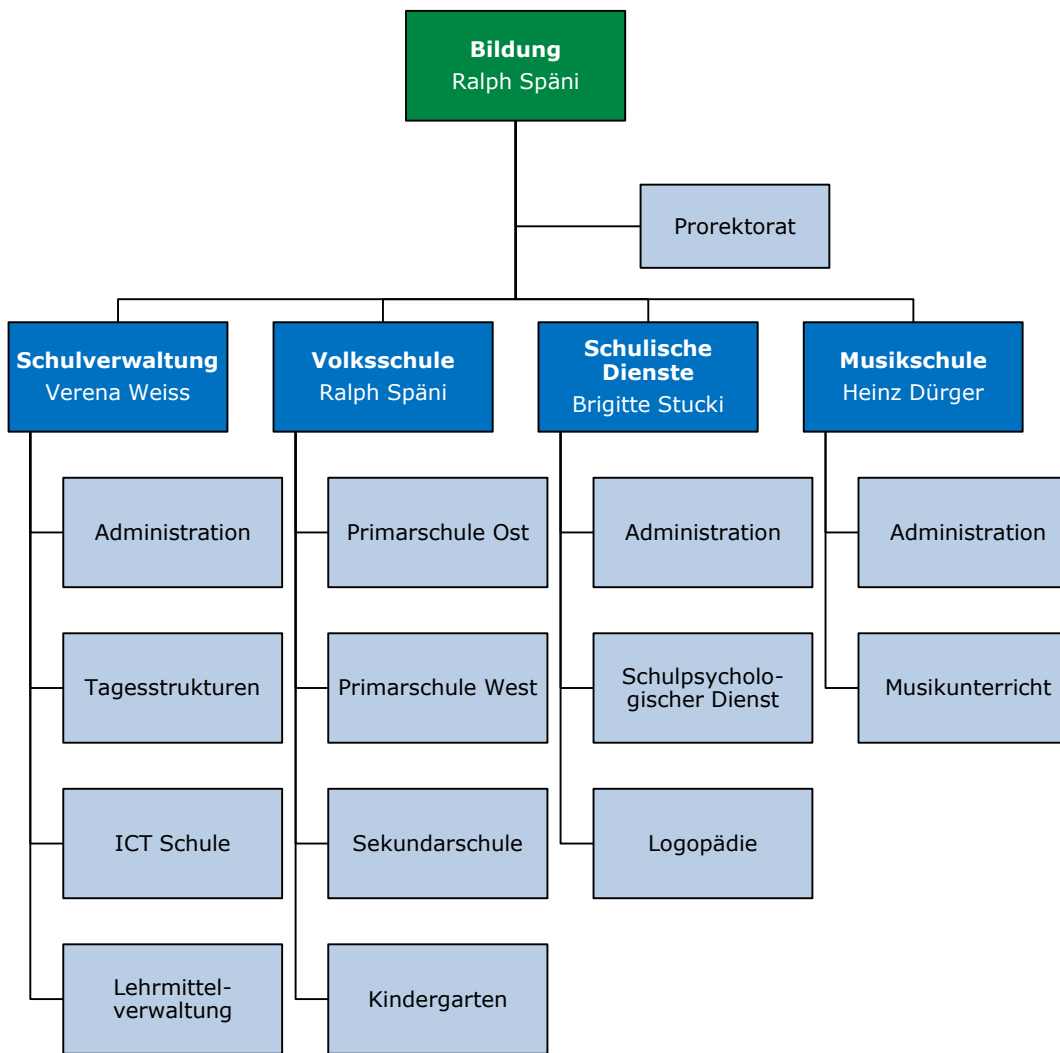 Bildung
Ralph Späni
Prorektorat
Schulverwaltung
Verena Weiss
Volksschule
Ralph Späni
Schulische
Dienste
Brigitte Stucki
Musikschule
Heinz Dürger
Administration
Primarschule Ost
Administration
Administration
Tagesstrukturen
Primarschule West
Schulpsycholo-
gischer Dienst
Musikunterricht
ICT Schule
Sekundarschule
Logopädie
Lehrmittel-
verwaltung
Kindergarten